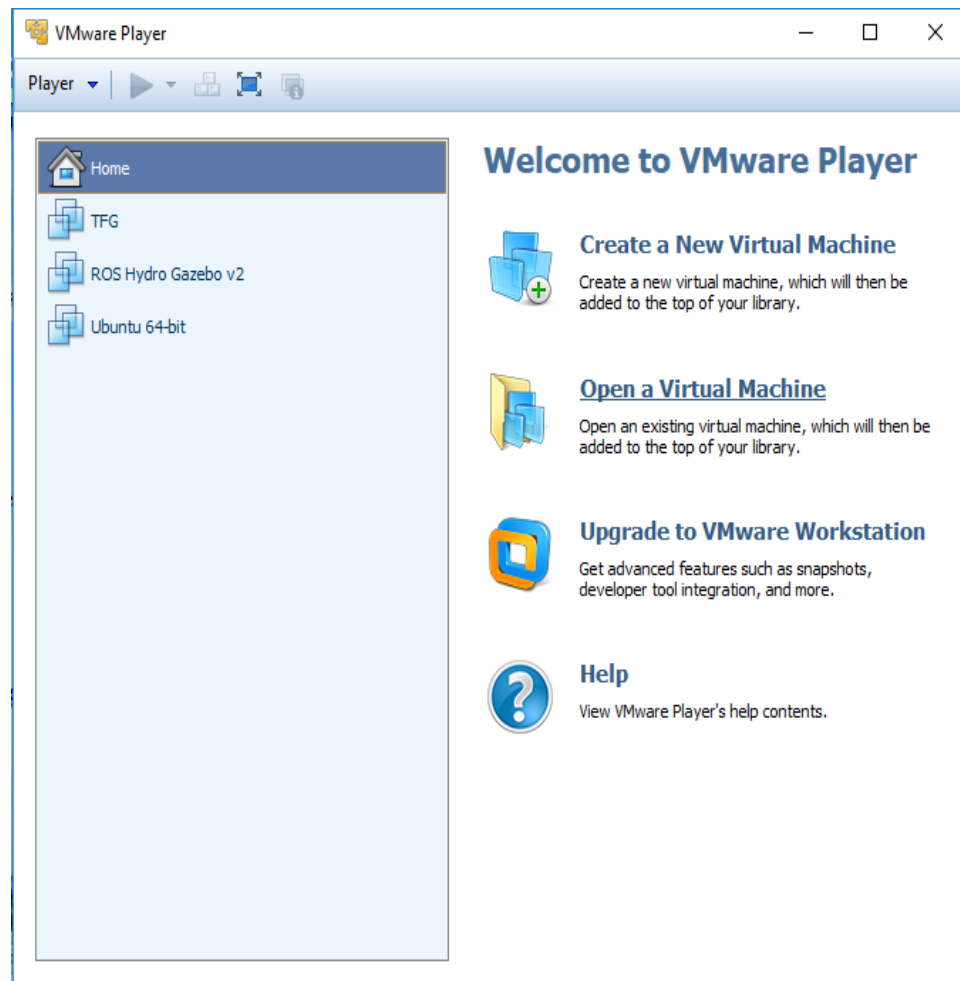 VMware Player
Player
Home
TFG
ROS Hydro Gazebo v2
Ubuntu 64-bit
Welcome to VMware Player
Create a New Virtual Machine
Create a new virtual machine, which will then be
added to the top of your library.
Open a Virtual Machine
Open an existing virtual machine, which will then be
added to the top of your library.
Upgrade to VMware Workstation
Get advanced features such as snapshots,
developer tool integration, and more.
Help
View VMware Player's help contents.